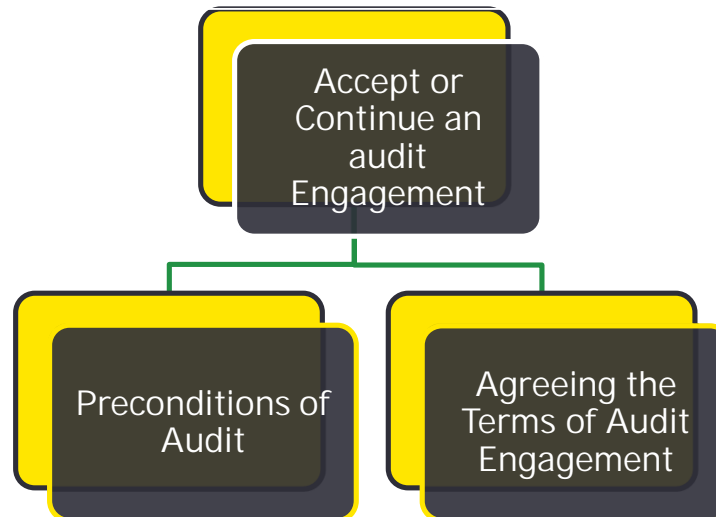 Accept or
Continue an
audit
Engagement
Preconditions of
Audit
Agreeing the
Terms of Audit
Engagement